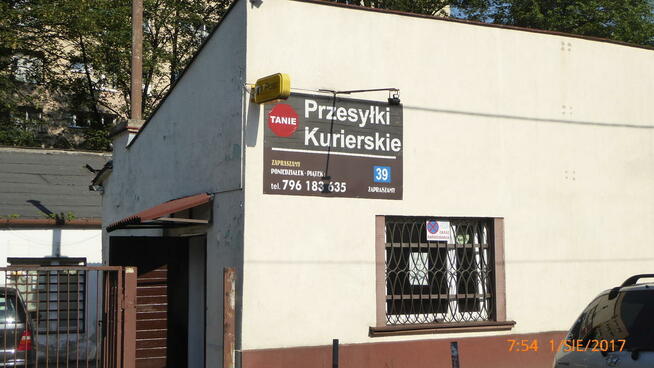 TANIE
Przesyłki
Kurierskie
ZAPRASZAMY
PONIEDZIAŁEK - PIĄTEK
39
tel. 796 183 635
ZAPRASZAMY
7:54 1/SIE/2017